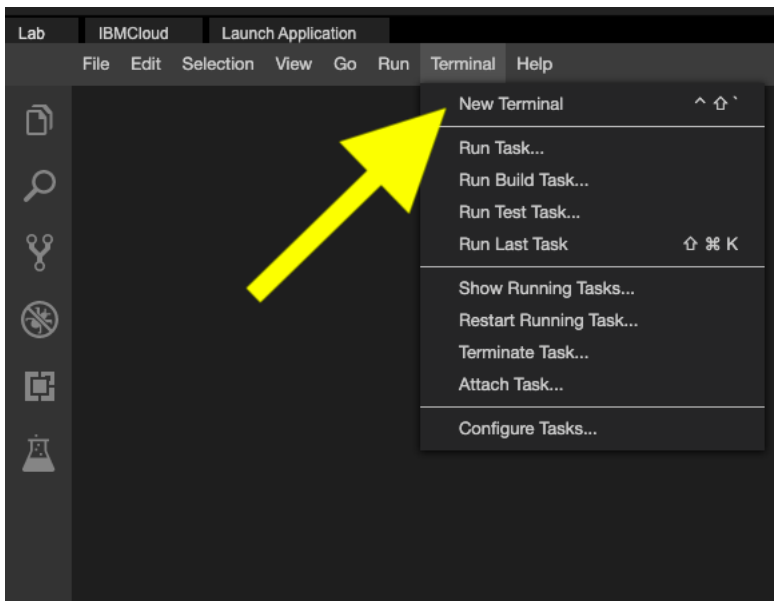 Lab IBMCloud Launch Application
File Edit Selection View Go Run Terminal Help
New Terminal ^ ⇧ `
Run Task...
Run Build Task...
Run Test Task...
Run Last Task ⇧ ⌘ K
Show Running Tasks...
Restart Running Task...
Terminate Task...
Attach Task...
Configure Tasks...